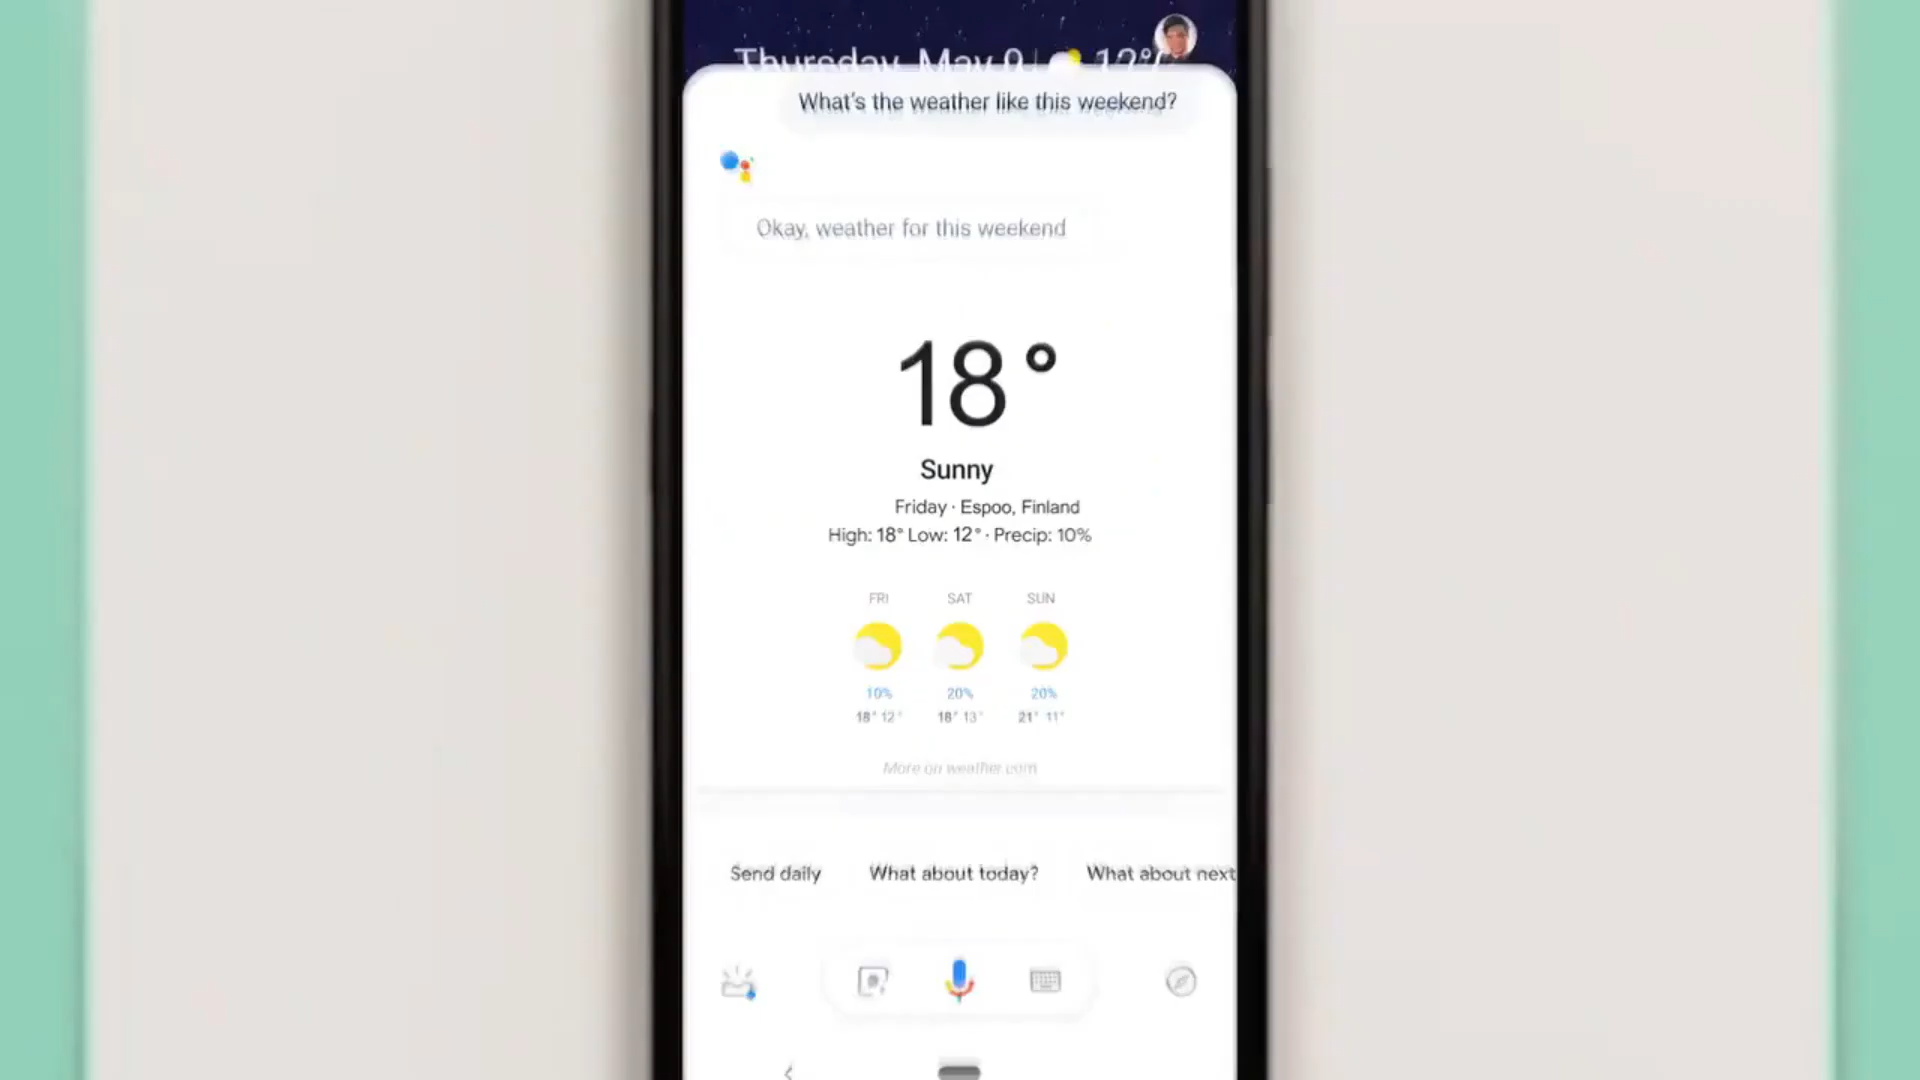 Thursday, May 9 | 12°
What's the weather like this weekend?
Okay, weather for this weekend
18°
Sunny
Friday · Espoo, Finland
High: 18° Low: 12° · Precip: 10%
FRI SAT SUN
10% 20% 20%
18° 12° 18° 13° 21° 11°
More on weather.com
Send daily What about today? What about next